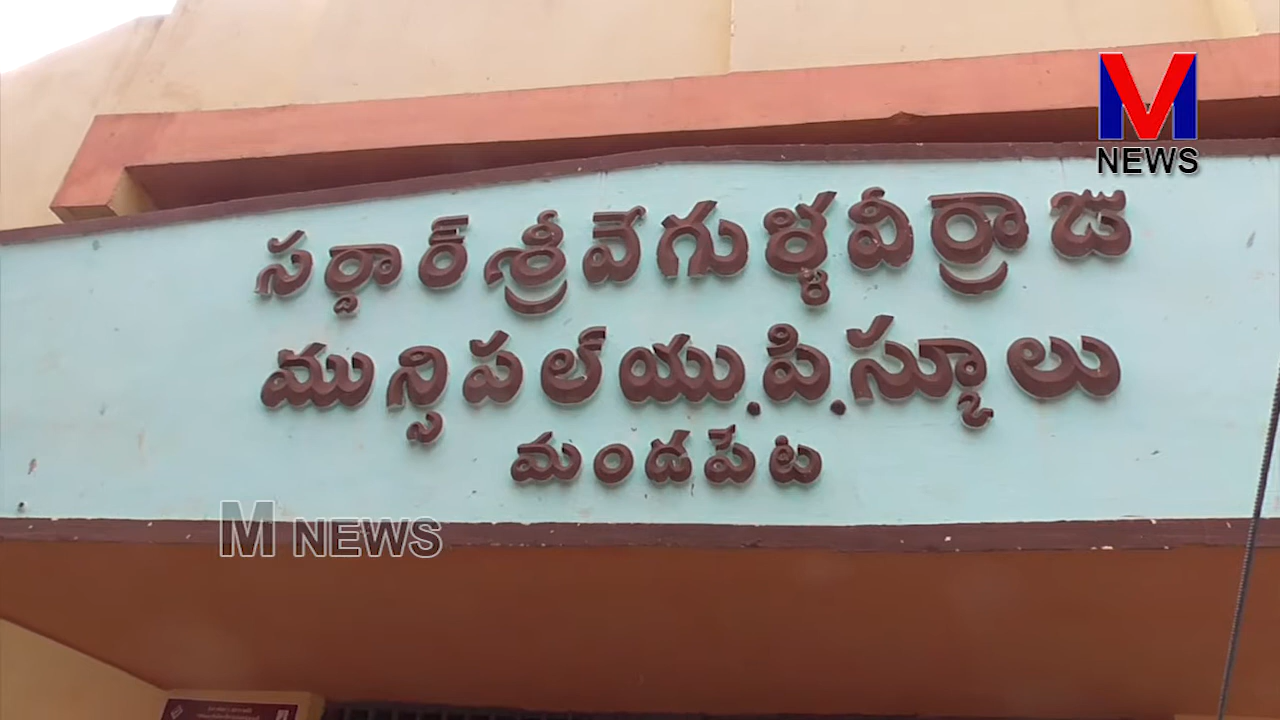 M
NEWS
సర్దార్ శ్రీ వేగుళ్ళ వీర్రాజు
మున్సిపల్ యు.పి.స్కూలు
మండపేట
M NEWS